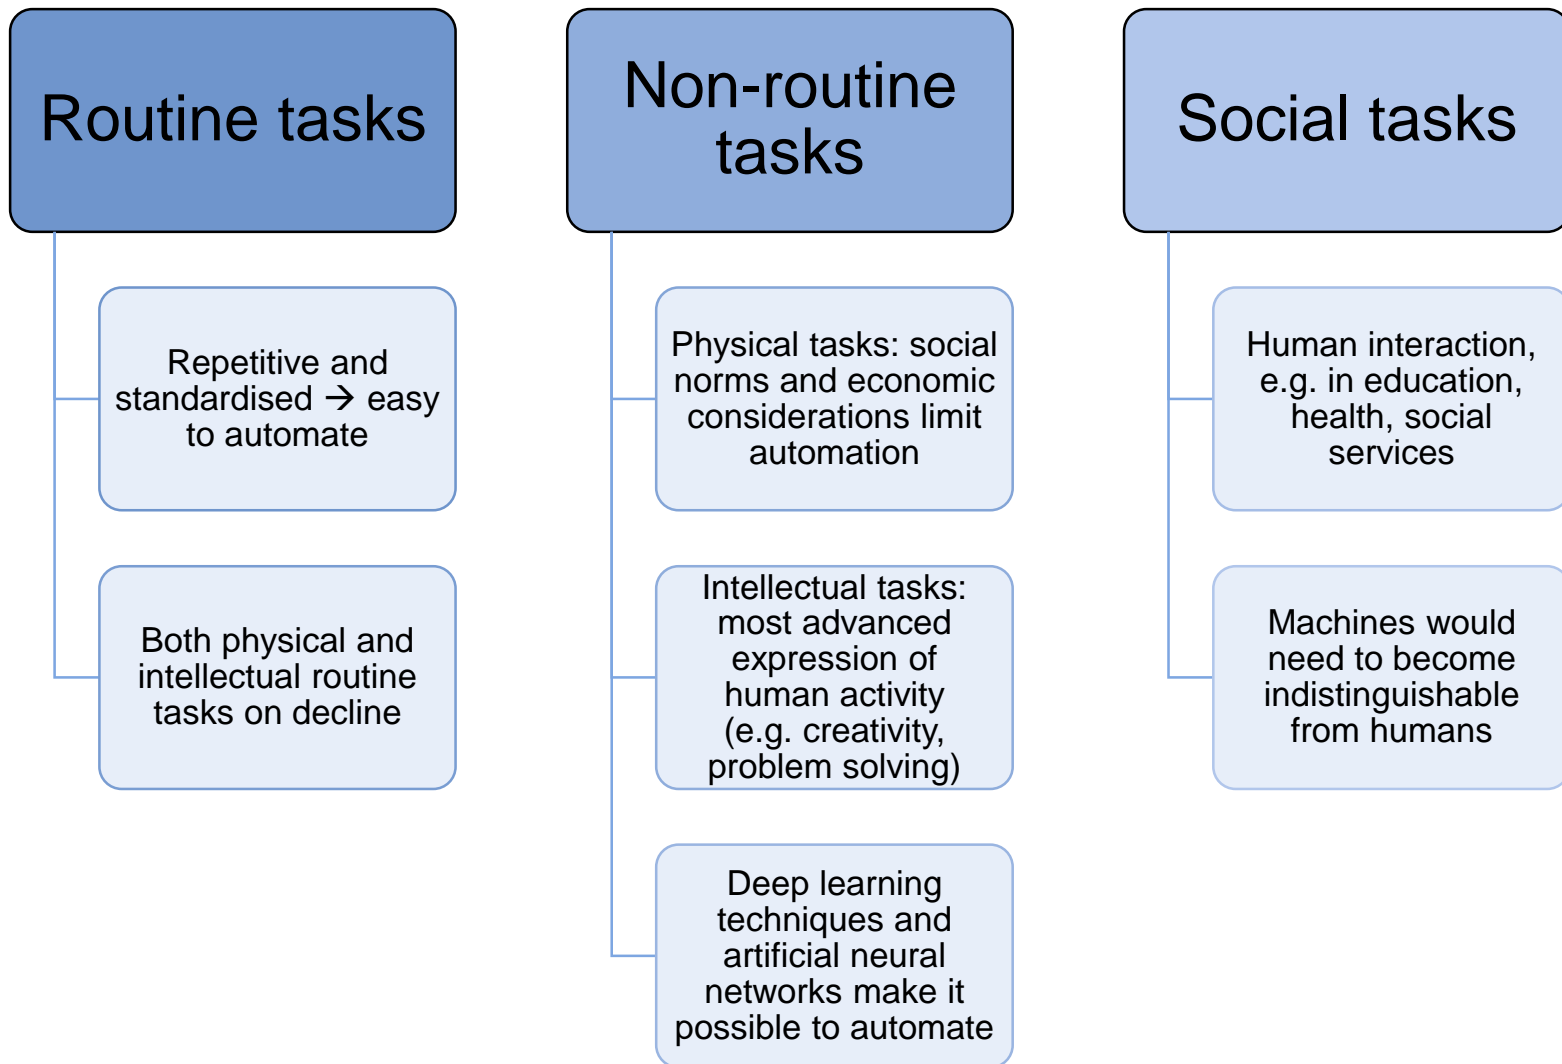 Routine tasks
Repetitive and
standardised → easy
to automate
Both physical and
intellectual routine
tasks on decline
Non-routine
tasks
Physical tasks: social
norms and economic
considerations limit
automation
Intellectual tasks:
most advanced
expression of
human activity
(e.g. creativity,
problem solving)
Deep learning
techniques and
artificial neural
networks make it
possible to automate
Social tasks
Human interaction,
e.g. in education,
health, social
services
Machines would
need to become
indistinguishable
from humans